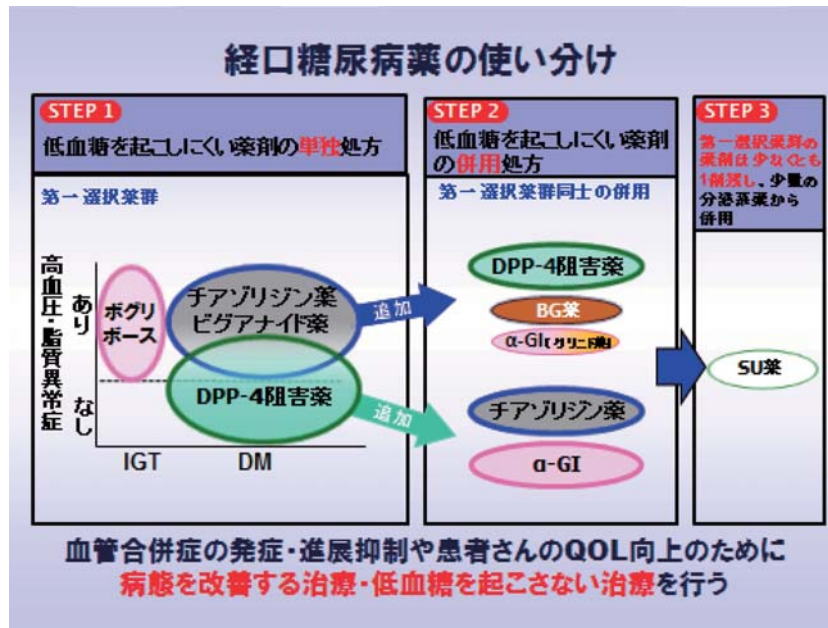 経口糖尿病薬の使い分け
STEP 1
低血糖を起こしにくい薬剤の単独処方
第一選択薬群
高血圧・脂質異常症
あり
なし
ボグリ
ボース
チアゾリジン薬
ビグアナイド薬
DPP-4阻害薬
IGT
DM
追加
追加
STEP 2
低血糖を起こしにくい薬剤
の併用処方
第一選択薬群同士の併用
DPP-4阻害薬
BG薬
α-GI(グリニド薬)
チアゾリジン薬
α-GI
STEP 3
第一選択薬群の
薬剤は少なくとも
1剤残し、少量の
分泌系薬から
併用
SU薬
血管合併症の発症・進展抑制や患者さんのQOL向上のために
病態を改善する治療・低血糖を起こさない治療を行う